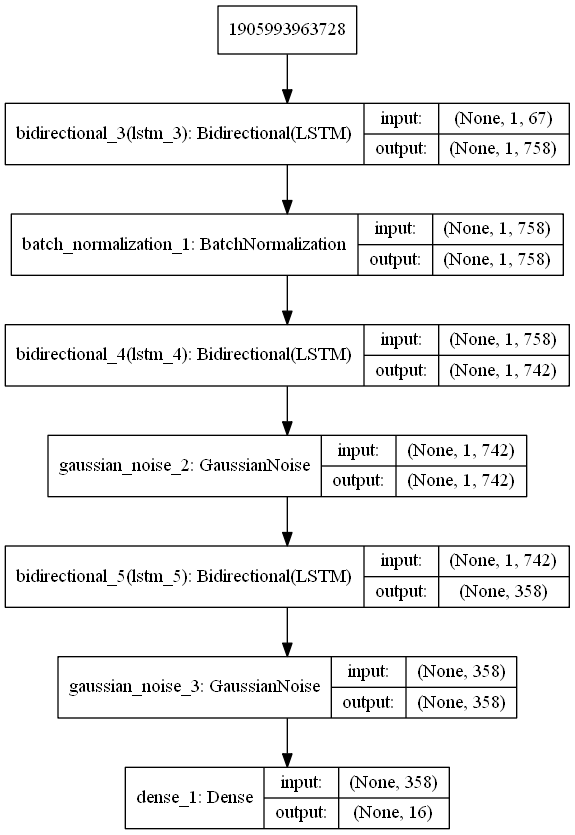 1905993963728
bidirectional_3(lstm_3): Bidirectional(LSTM)
input: (None, 1, 67)
output: (None, 1, 758)
batch_normalization_1: BatchNormalization
input: (None, 1, 758)
output: (None, 1, 758)
bidirectional_4(lstm_4): Bidirectional(LSTM)
input: (None, 1, 758)
output: (None, 1, 742)
gaussian_noise_2: GaussianNoise
input: (None, 1, 742)
output: (None, 1, 742)
bidirectional_5(lstm_5): Bidirectional(LSTM)
input: (None, 1, 742)
output: (None, 358)
gaussian_noise_3: GaussianNoise
input: (None, 358)
output: (None, 358)
dense_1: Dense
input: (None, 358)
output: (None, 16)